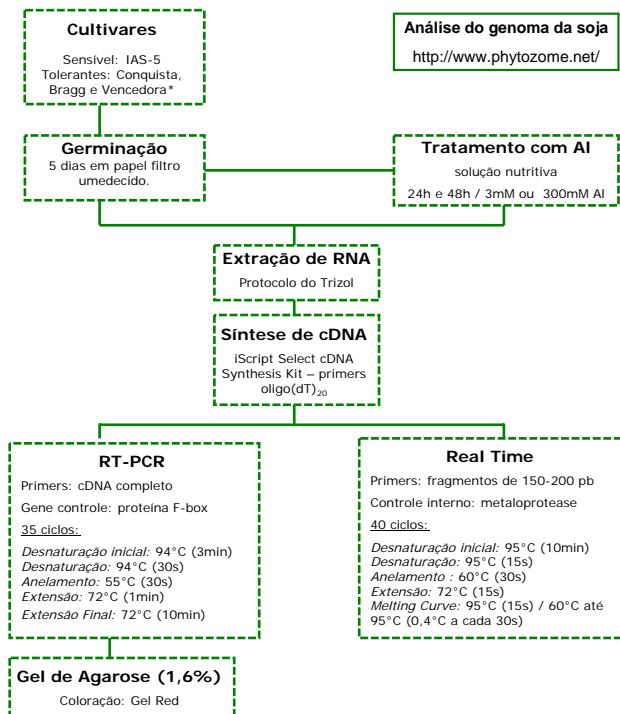 Cultivares
Sensível: IAS-5
Tolerantes: Conquista,
Bragg e Vencedora*
Análise do genoma da soja
http://www.phytozome.net/
Germinação
5 dias em papel filtro
umedecido.
Tratamento com Al
solução nutritiva
24h e 48h / 3mM ou 300mM Al
Extração de RNA
Protocolo do Trizol
Síntese de cDNA
iScript Select cDNA
Synthesis Kit – primers
oligo(dT)₂₀
RT-PCR
Primers: cDNA completo
Gene controle: proteína F-box
35 ciclos:
Desnaturação inicial: 94°C (3min)
Desnaturação: 94°C (30s)
Anelamento: 55°C (30s)
Extensão: 72°C (1min)
Extensão Final: 72°C (10min)
Real Time
Primers: fragmentos de 150-200 pb
Controle interno: metaloprotease
40 ciclos:
Desnaturação inicial: 95°C (10min)
Desnaturação: 95°C (15s)
Anelamento : 60°C (30s)
Extensão: 72°C (15s)
Melting Curve: 95°C (15s) / 60°C até
95°C (0,4°C a cada 30s)
Gel de Agarose (1,6%)
Coloração: Gel Red